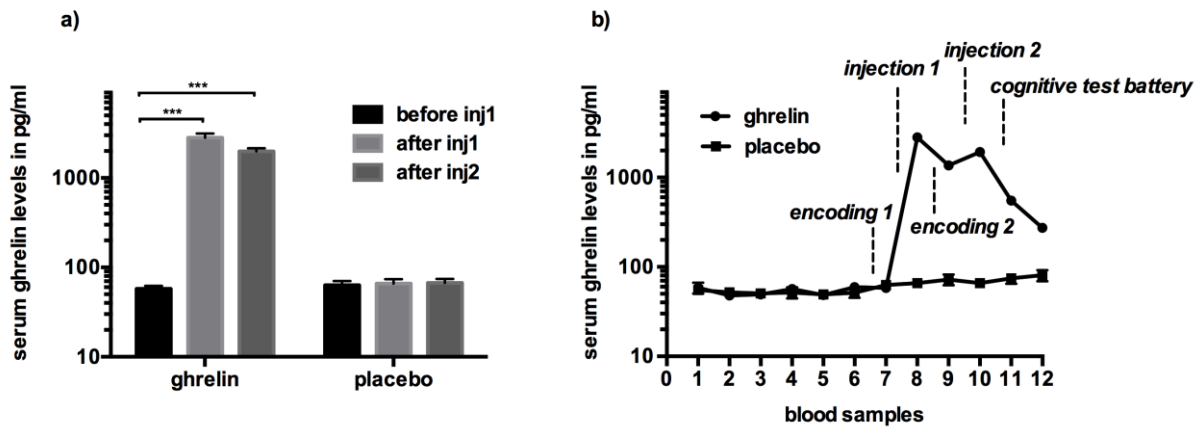 a)
serum ghrelin levels in pg/ml
1000
100
10
***
***
before inj1
after inj1
after inj2
ghrelin
placebo
b)
serum ghrelin levels in pg/ml
1000
100
10
injection 1
injection 2
cognitive test battery
ghrelin
placebo
encoding 1
encoding 2
0 1 2 3 4 5 6 7 8 9 10 11 12
blood samples